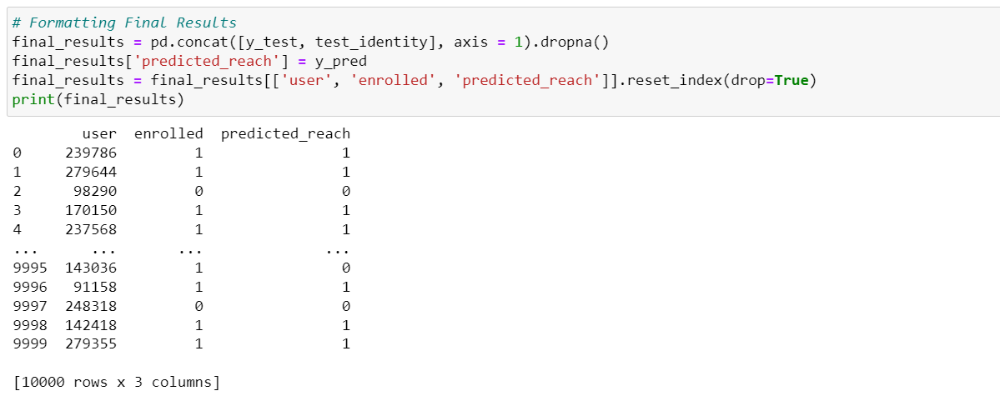 # Formatting Final Results
final_results = pd.concat([y_test, test_identity], axis = 1).dropna()
final_results['predicted_reach'] = y_pred
final_results = final_results[['user', 'enrolled', 'predicted_reach']].reset_index(drop=True)
print(final_results)
user enrolled predicted_reach
0 239786 1 1
1 279644 1 1
2 98290 0 0
3 170150 1 1
4 237568 1 1
... ... ... ...
9995 143036 1 0
9996 91158 1 1
9997 248318 0 0
9998 142418 1 1
9999 279355 1 1
[10000 rows x 3 columns]